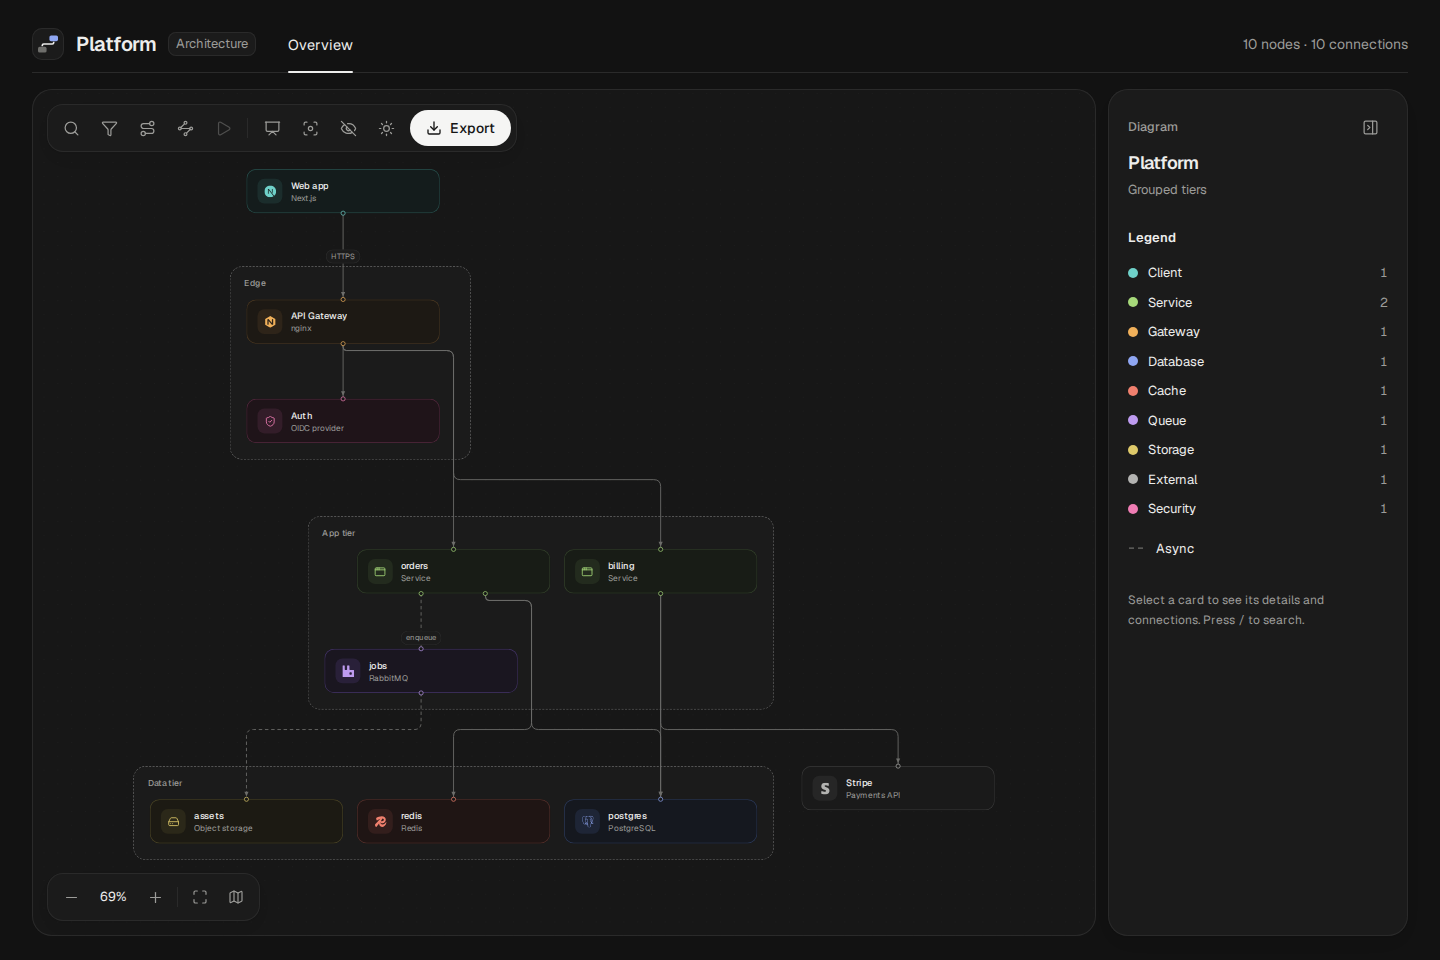 Platform
Architecture
Overview
10 nodes · 10 connections
Export
Web app
Next.js
HTTPS
Edge
API Gateway
nginx
Auth
OIDC provider
App tier
orders
Service
billing
Service
enqueue
jobs
RabbitMQ
Data tier
assets
Object storage
redis
Redis
postgres
PostgreSQL
Stripe
Payments API
69%
Diagram
Platform
Grouped tiers
Legend
Client 1
Service 2
Gateway 1
Database 1
Cache 1
Queue 1
Storage 1
External 1
Security 1
Async
Select a card to see its details and
connections. Press / to search.